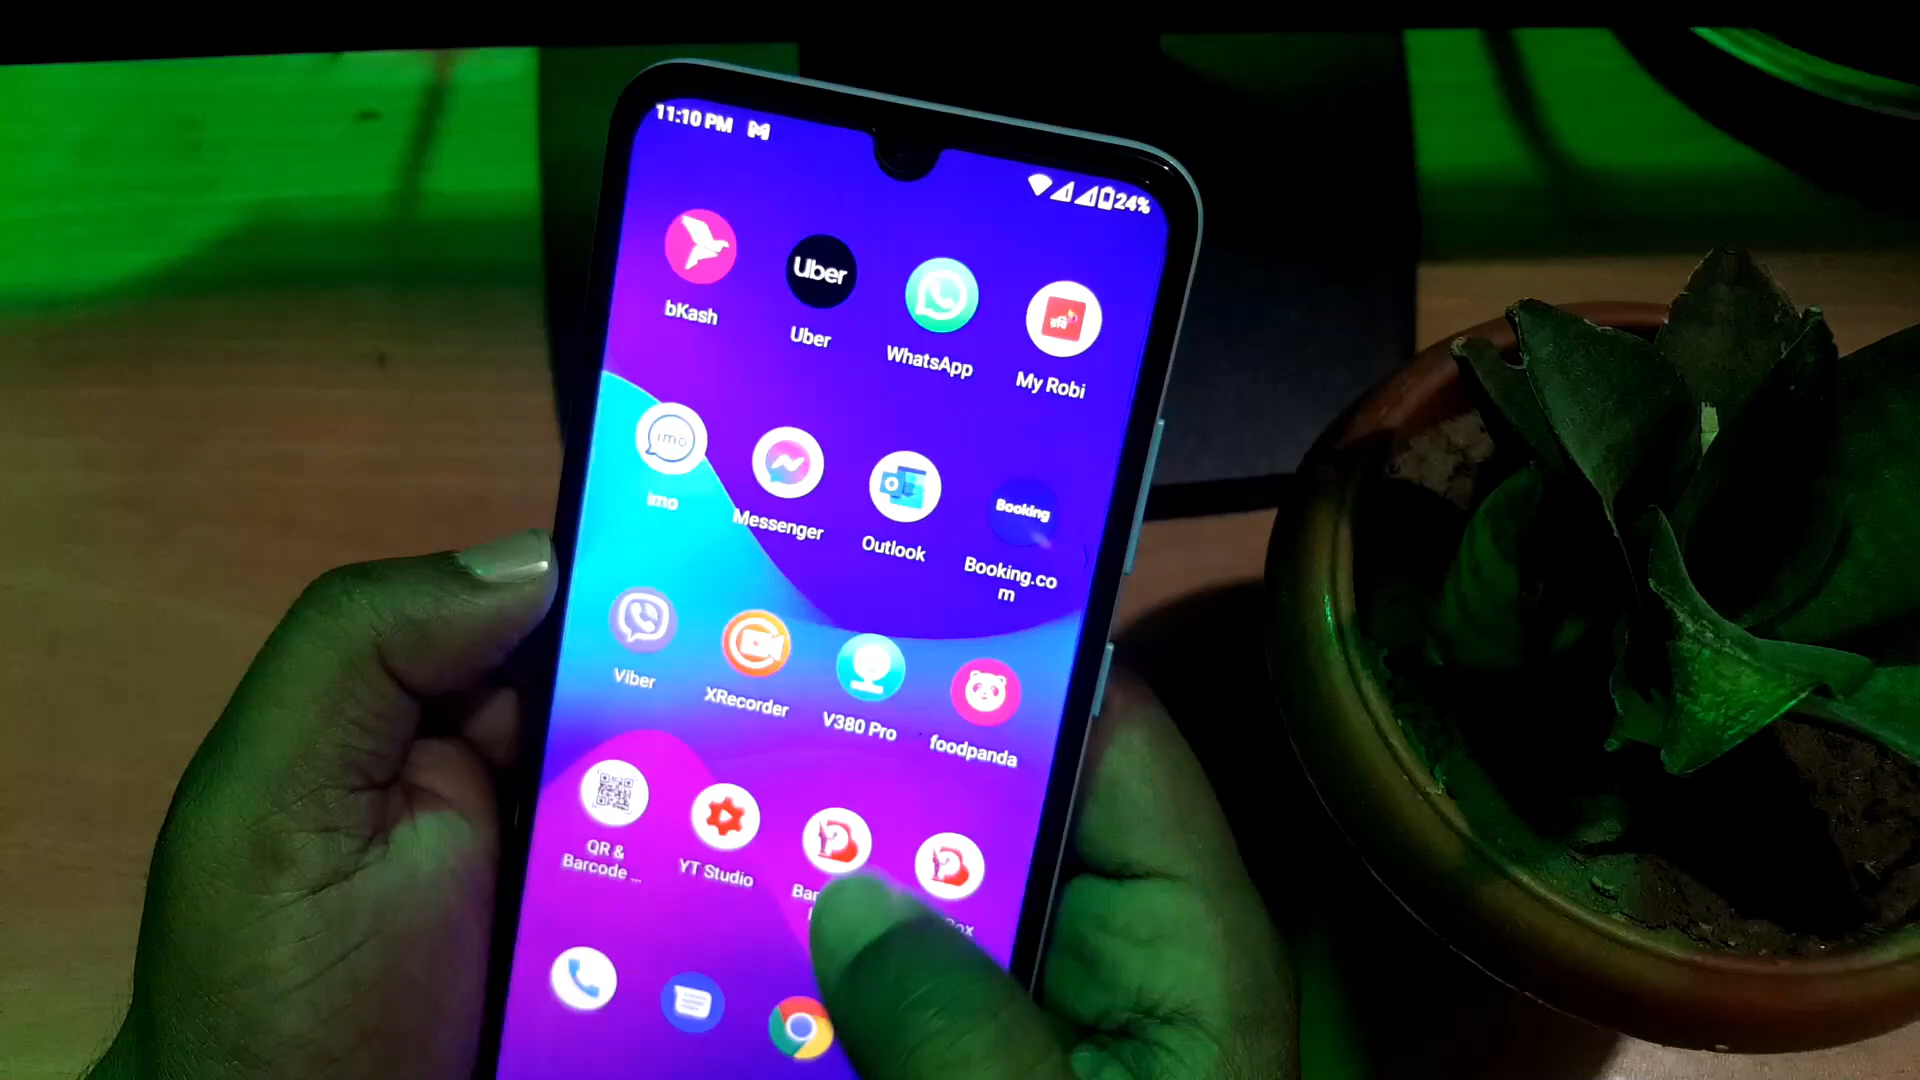 11:10 PM
24%
bKash
Uber
Uber
WhatsApp
রবি
My Robi
imo
imo
Messenger
Outlook
Booking
Booking.co
m
Viber
XRecorder
V380 Pro
foodpanda
QR &
Barcode ...
YT Studio